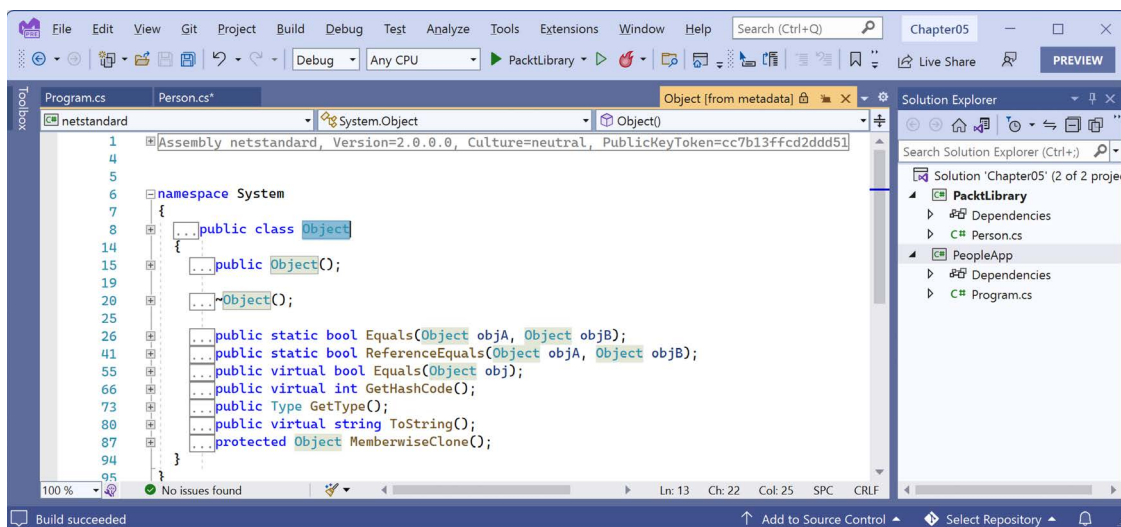 File Edit View Git Project Build Debug Test Analyze Tools Extensions Window Help Search (Ctrl+Q) Chapter05
Debug Any CPU PacktLibrary Live Share PREVIEW
Toolbox
Program.cs Person.cs* Object [from metadata] Solution Explorer
C# netstandard System.Object Object()
Search Solution Explorer (Ctrl+;)
1 Assembly netstandard, Version=2.0.0.0, Culture=neutral, PublicKeyToken=cc7b13ffcd2ddd51
4
5
6 namespace System
7 {
8 ...public class Object
14 {
15 ...public Object();
19
20 ...~Object();
25
26 ...public static bool Equals(Object objA, Object objB);
41 ...public static bool ReferenceEquals(Object objA, Object objB);
55 ...public virtual bool Equals(Object obj);
66 ...public virtual int GetHashCode();
73 ...public Type GetType();
80 ...public virtual string ToString();
87 ...protected Object MemberwiseClone();
94 }
95 }
Solution 'Chapter05' (2 of 2 proje
C# PacktLibrary
Dependencies
C# Person.cs
C# PeopleApp
Dependencies
C# Program.cs
100 % No issues found Ln: 13 Ch: 22 Col: 25 SPC CRLF
Build succeeded Add to Source Control Select Repository